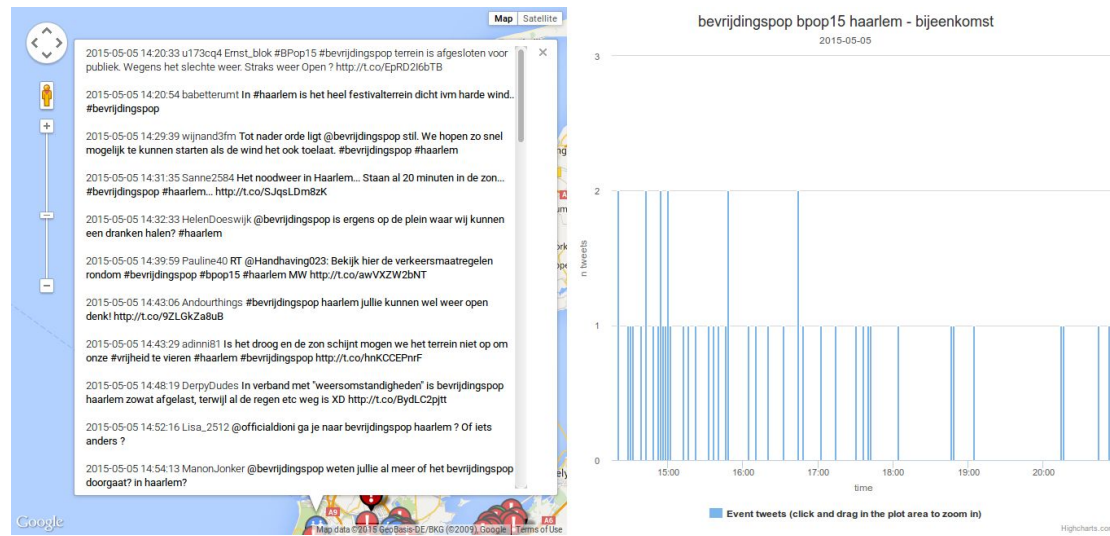 Map Satellite
2015-05-05 14:20:33 u173cq4 Ernst_blok #BPop15 #bevrijdingspop terrein is afgesloten voor
publiek. Wegens het slechte weer. Straks weer Open ? http://t.co/EpRD2I6bTB
2015-05-05 14:20:54 babetterumt In #haarlem is het heel festivalterrein dicht ivm harde wind..
#bevrijdingspop
2015-05-05 14:29:39 wijnand3fm Tot nader orde ligt @bevrijdingspop stil. We hopen zo snel
mogelijk te kunnen starten als de wind het ook toelaat. #bevrijdingspop #haarlem
2015-05-05 14:31:35 Sanne2584 Het noodweer in Haarlem... Staan al 20 minuten in de zon...
#bevrijdingspop #haarlem... http://t.co/SJqsLDm8zK
2015-05-05 14:32:33 HelenDoeswijk @bevrijdingspop is ergens op de plein waar wij kunnen
een dranken halen? #haarlem
2015-05-05 14:39:59 Pauline40 RT @Handhaving023: Bekijk hier de verkeersmaatregelen
rondom #bevrijdingspop #bpop15 #haarlem MW http://t.co/awVXZW2bNT
2015-05-05 14:43:06 Andourthings #bevrijdingspop haarlem jullie kunnen wel weer open
denk! http://t.co/9ZLGkZa8uB
2015-05-05 14:43:29 adinni81 Is het droog en de zon schijnt mogen we het terrein niet op om
onze #vrijheid te vieren #haarlem #bevrijdingspop http://t.co/hnKCCEPnrF
2015-05-05 14:48:19 DerpyDudes In verband met "weersomstandigheden" is bevrijdingspop
haarlem zowat afgelast, terwijl al de regen etc weg is XD http://t.co/BydLC2pjtt
2015-05-05 14:52:16 Lisa_2512 @officialdioni ga je naar bevrijdingspop haarlem ? Of iets
anders ?
2015-05-05 14:54:13 ManonJonker @bevrijdingspop weten jullie al meer of het bevrijdingspop
doorgaat? in haarlem?
A9
A6
Google
Map data ©2015 GeoBasis-DE/BKG (©2009), Google Terms of Use
bevrijdingspop bpop15 haarlem - bijeenkomst
2015-05-05
n tweets
3
2
1
0
15:00 16:00 17:00 18:00 19:00 20:00
time
Event tweets (click and drag in the plot area to zoom in)
Highcharts.com